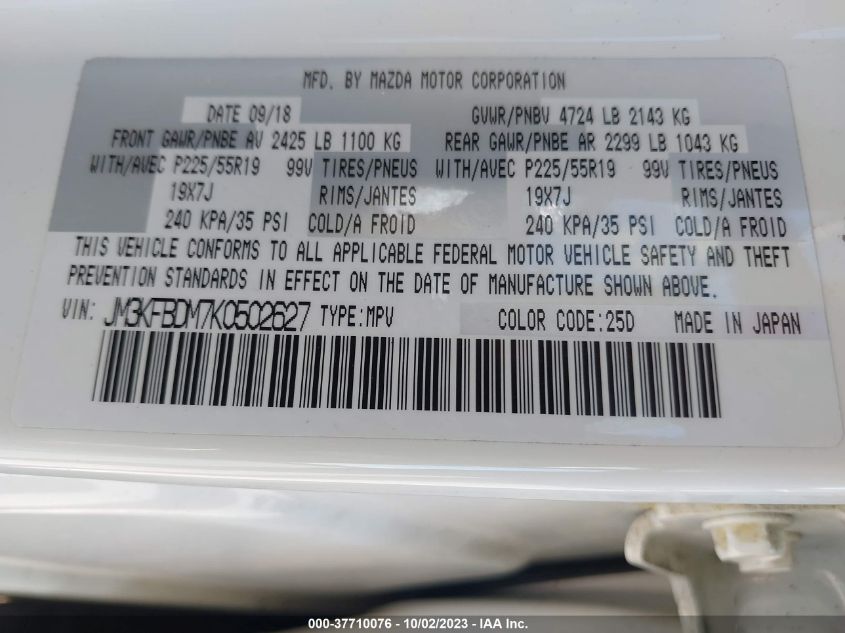 MFD. BY MAZDA MOTOR CORPORATION
DATE 09/18 GVWR/PNBV 4724 LB 2143 KG
FRONT GAWR/PNBE AV 2425 LB 1100 KG REAR GAWR/PNBE AR 2299 LB 1043 KG
WITH/AVEC P225/55R19 99V TIRES/PNEUS WITH/AVEC P225/55R19 99V TIRES/PNEUS
19X7J RIMS/JANTES 19X7J RIMS/JANTES
240 KPA/35 PSI COLD/A FROID 240 KPA/35 PSI COLD/A FROID
THIS VEHICLE CONFORMS TO ALL APPLICABLE FEDERAL MOTOR VEHICLE SAFETY AND THEFT
PREVENTION STANDARDS IN EFFECT ON THE DATE OF MANUFACTURE SHOWN ABOVE.
VIN: JM3KFBDM7K0502627 TYPE:MPV COLOR CODE:25D MADE IN JAPAN
000-37710076 • 10/02/2023 - IAA Inc.